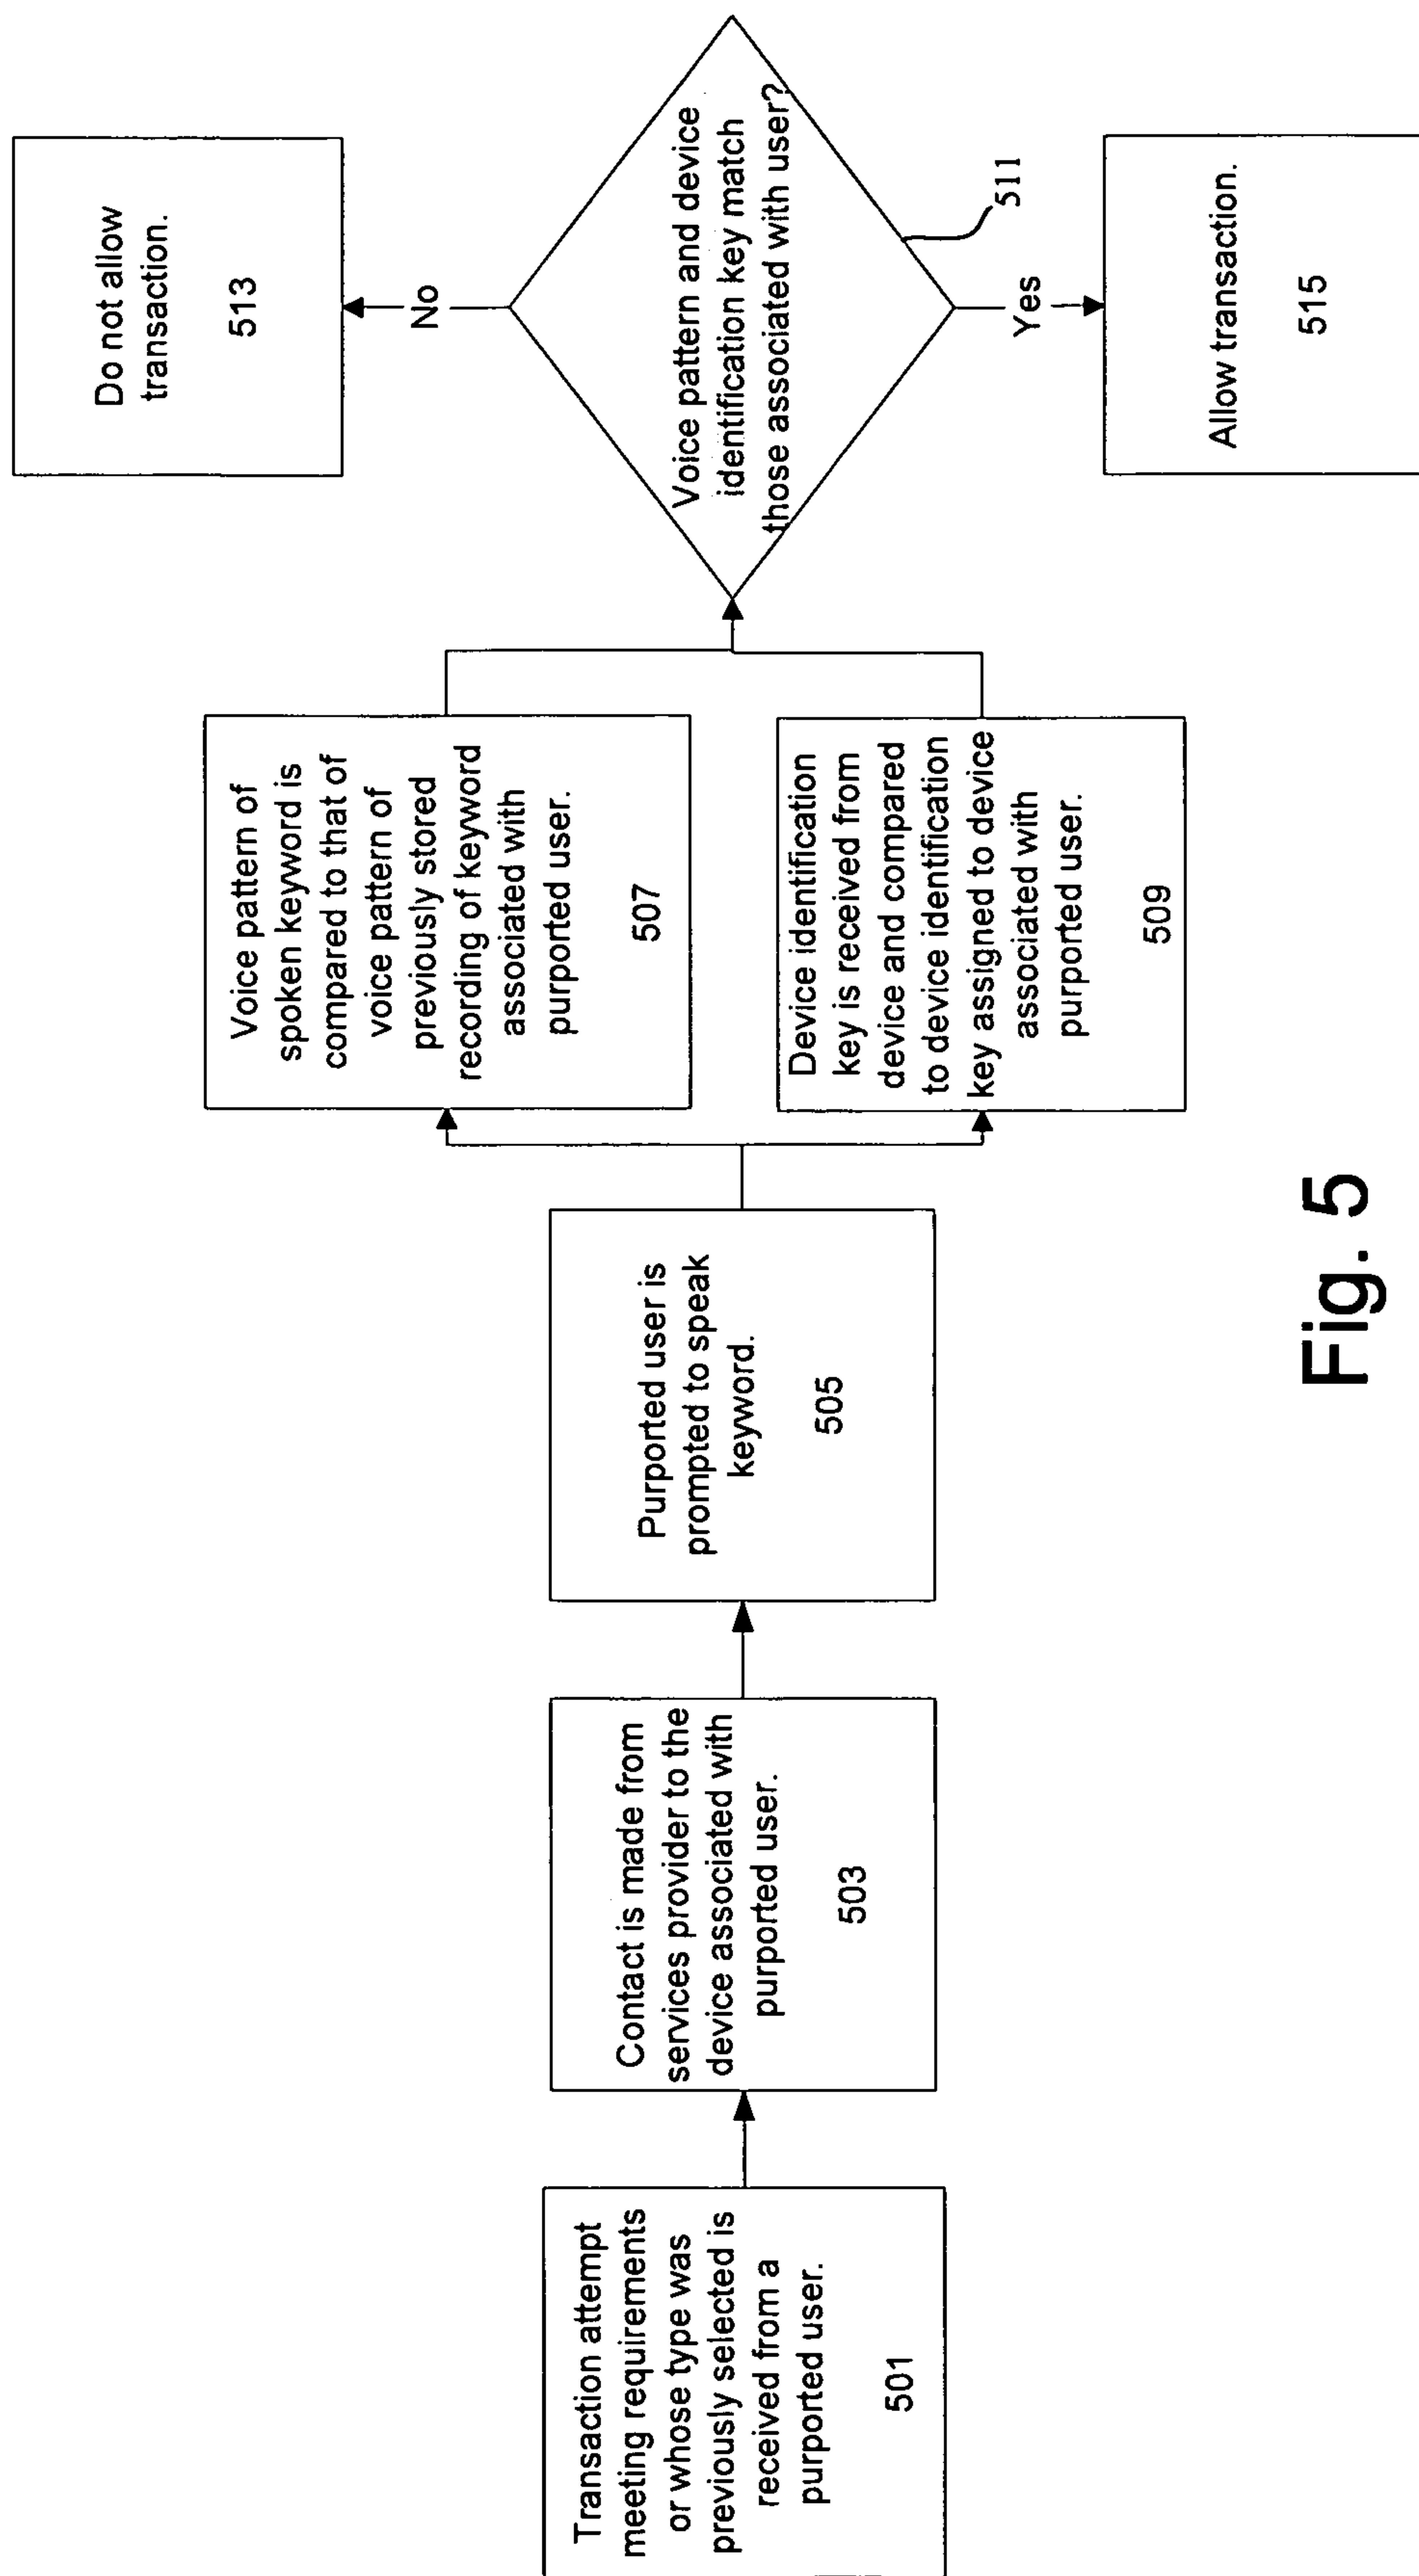 Transaction attempt
meeting requirements
or whose type was
previously selected is
received from a
purported user.
501
Contact is made from
services provider to the
device associated with
purported user.
503
Purported user is
prompted to speak
keyword.
505
Voice pattern of
spoken keyword is
compared to that of
voice pattern of
previously stored
recording of keyword
associated with
purported user.
507
Device identification
key is received from
device and compared
to device identification
key assigned to device
associated with
purported user.
509
Voice pattern and device
identification key match
those associated with user?
511
No
Do not allow
transaction.
513
Yes
Allow transaction.
515
Fig. 5